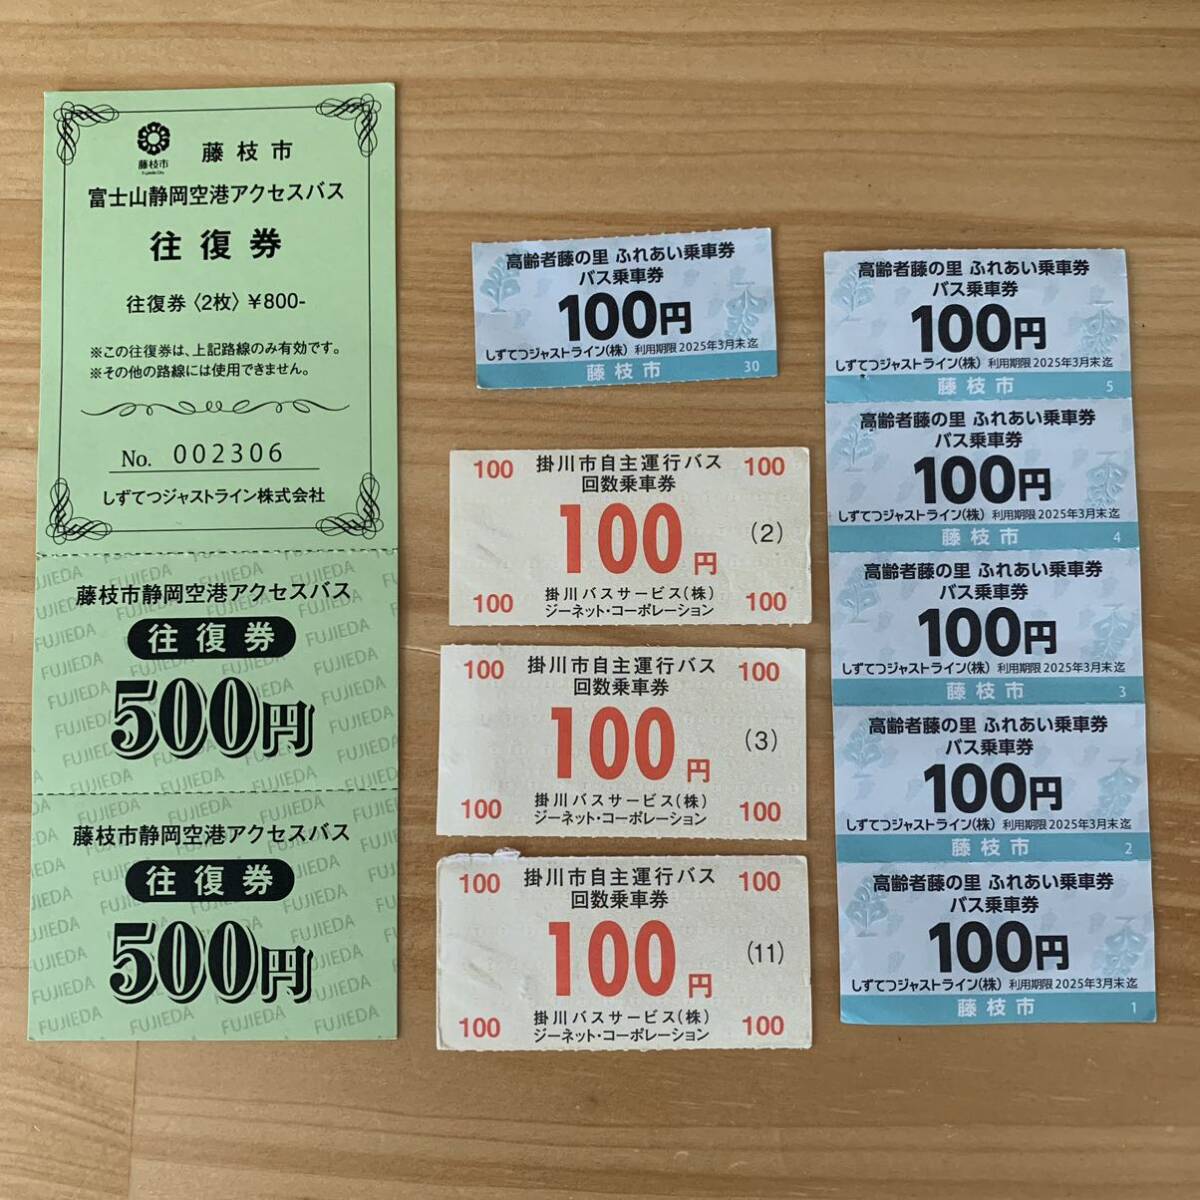 藤枝市
Fujieda City
藤枝市
富士山静岡空港アクセスバス
往復券
往復券〈2枚〉¥800-
※この往復券は、上記路線のみ有効です。
※その他の路線には使用できません。
No. 002306
しずてつジャストライン株式会社
藤枝市静岡空港アクセスバス
往復券
500円
藤枝市静岡空港アクセスバス
往復券
500円
高齢者藤の里 ふれあい乗車券
バス乗車券
100円
しずてつジャストライン(株) 利用期限 2025年3月末迄
藤枝市 30
100 掛川市自主運行バス 100
回数乗車券
100円 (2)
掛川バスサービス(株)
100 ジーネット・コーポレーション 100
100 掛川市自主運行バス 100
回数乗車券
100円 (3)
掛川バスサービス(株)
100 ジーネット・コーポレーション 100
100 掛川市自主運行バス 100
回数乗車券
100円 (11)
掛川バスサービス(株)
100 ジーネット・コーポレーション 100
高齢者藤の里 ふれあい乗車券
バス乗車券
100円
しずてつジャストライン(株) 利用期限 2025年3月末迄
藤枝市 5
高齢者藤の里 ふれあい乗車券
バス乗車券
100円
しずてつジャストライン(株) 利用期限 2025年3月末迄
藤枝市 4
高齢者藤の里 ふれあい乗車券
バス乗車券
100円
しずてつジャストライン(株) 利用期限 2025年3月末迄
藤枝市 3
高齢者藤の里 ふれあい乗車券
バス乗車券
100円
しずてつジャストライン(株) 利用期限 2025年3月末迄
藤枝市 2
高齢者藤の里 ふれあい乗車券
バス乗車券
100円
しずてつジャストライン(株) 利用期限 2025年3月末迄
藤枝市 1